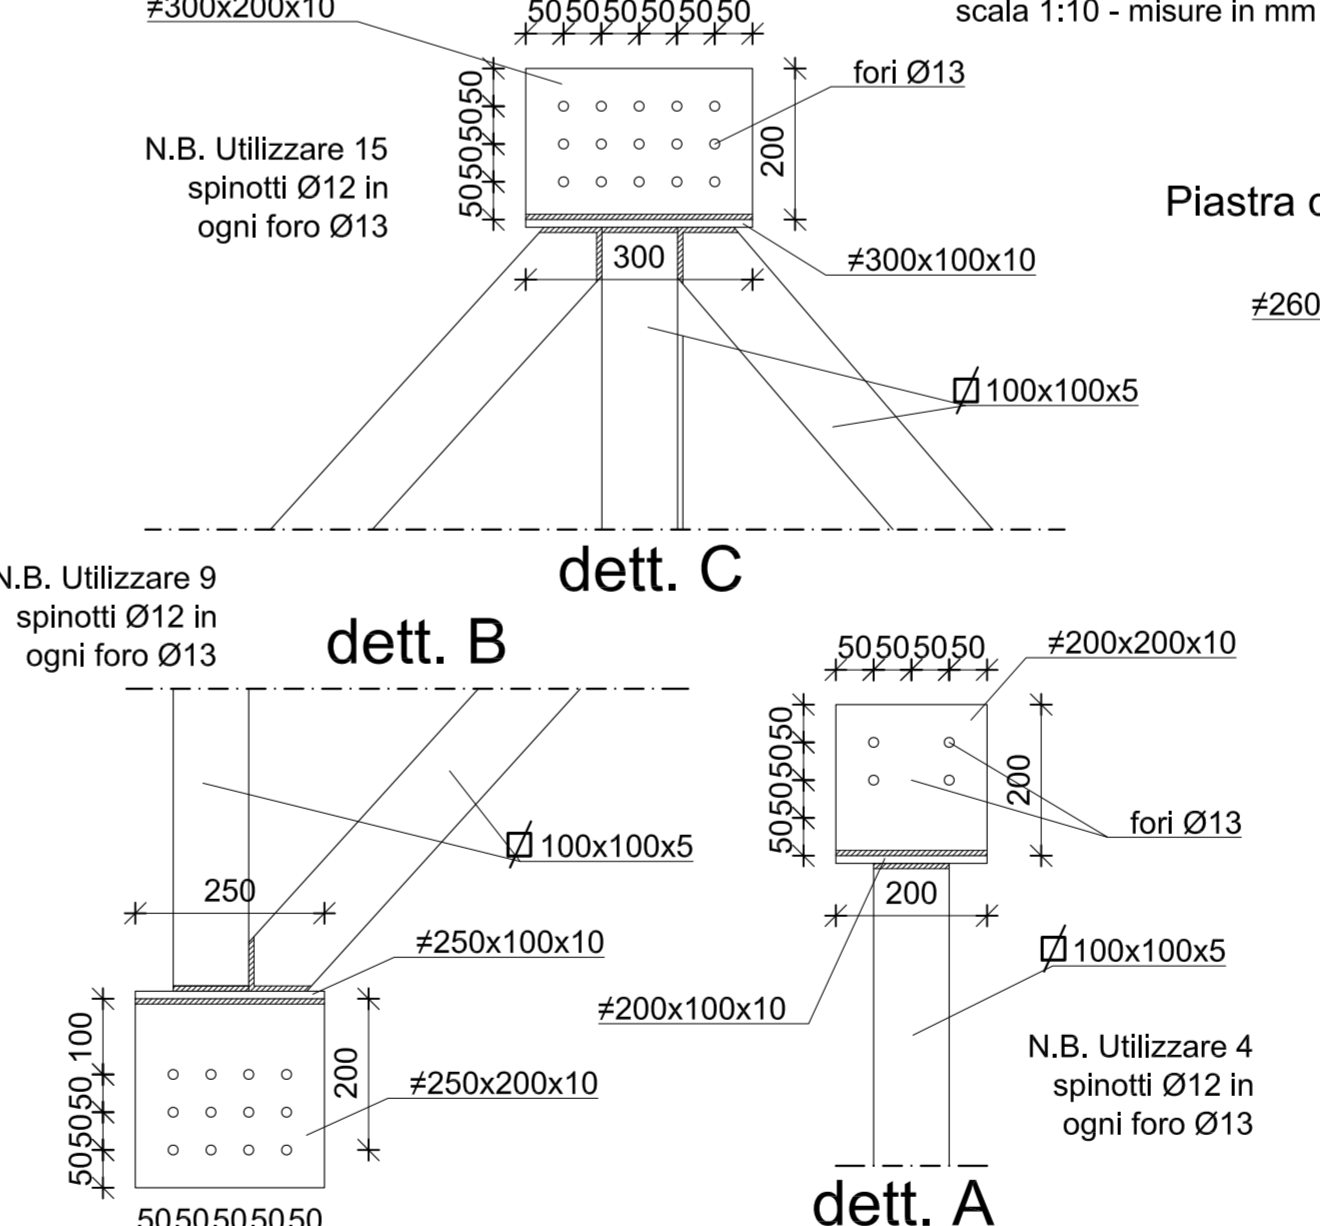 ≠300x200x10
50 50 50 50 50 50
scala 1:10 - misure in mm
fori Ø13
50 50 50 50
200
N.B. Utilizzare 15
spinotti Ø12 in
ogni foro Ø13
Piastra
300
≠300x100x10
≠260
100x100x5
dett. C
N.B. Utilizzare 9
spinotti Ø12 in
ogni foro Ø13
dett. B
50 50 50 50
≠200x200x10
50 50 50 50
200
fori Ø13
100x100x5
250
200
≠250x100x10
100x100x5
≠200x100x10
100 50 50 50
200
≠250x200x10
N.B. Utilizzare 4
spinotti Ø12 in
ogni foro Ø13
dett. A
50 50 50 50 50